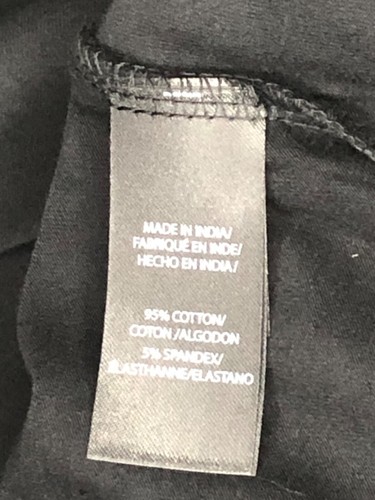 MADE IN INDIA/
FABRIQUÉ EN INDE/
HECHO EN INDIA/
95% COTTON/
COTON /ALGODON
5% SPANDEX/
ÉLASTHANNE/ELASTANO